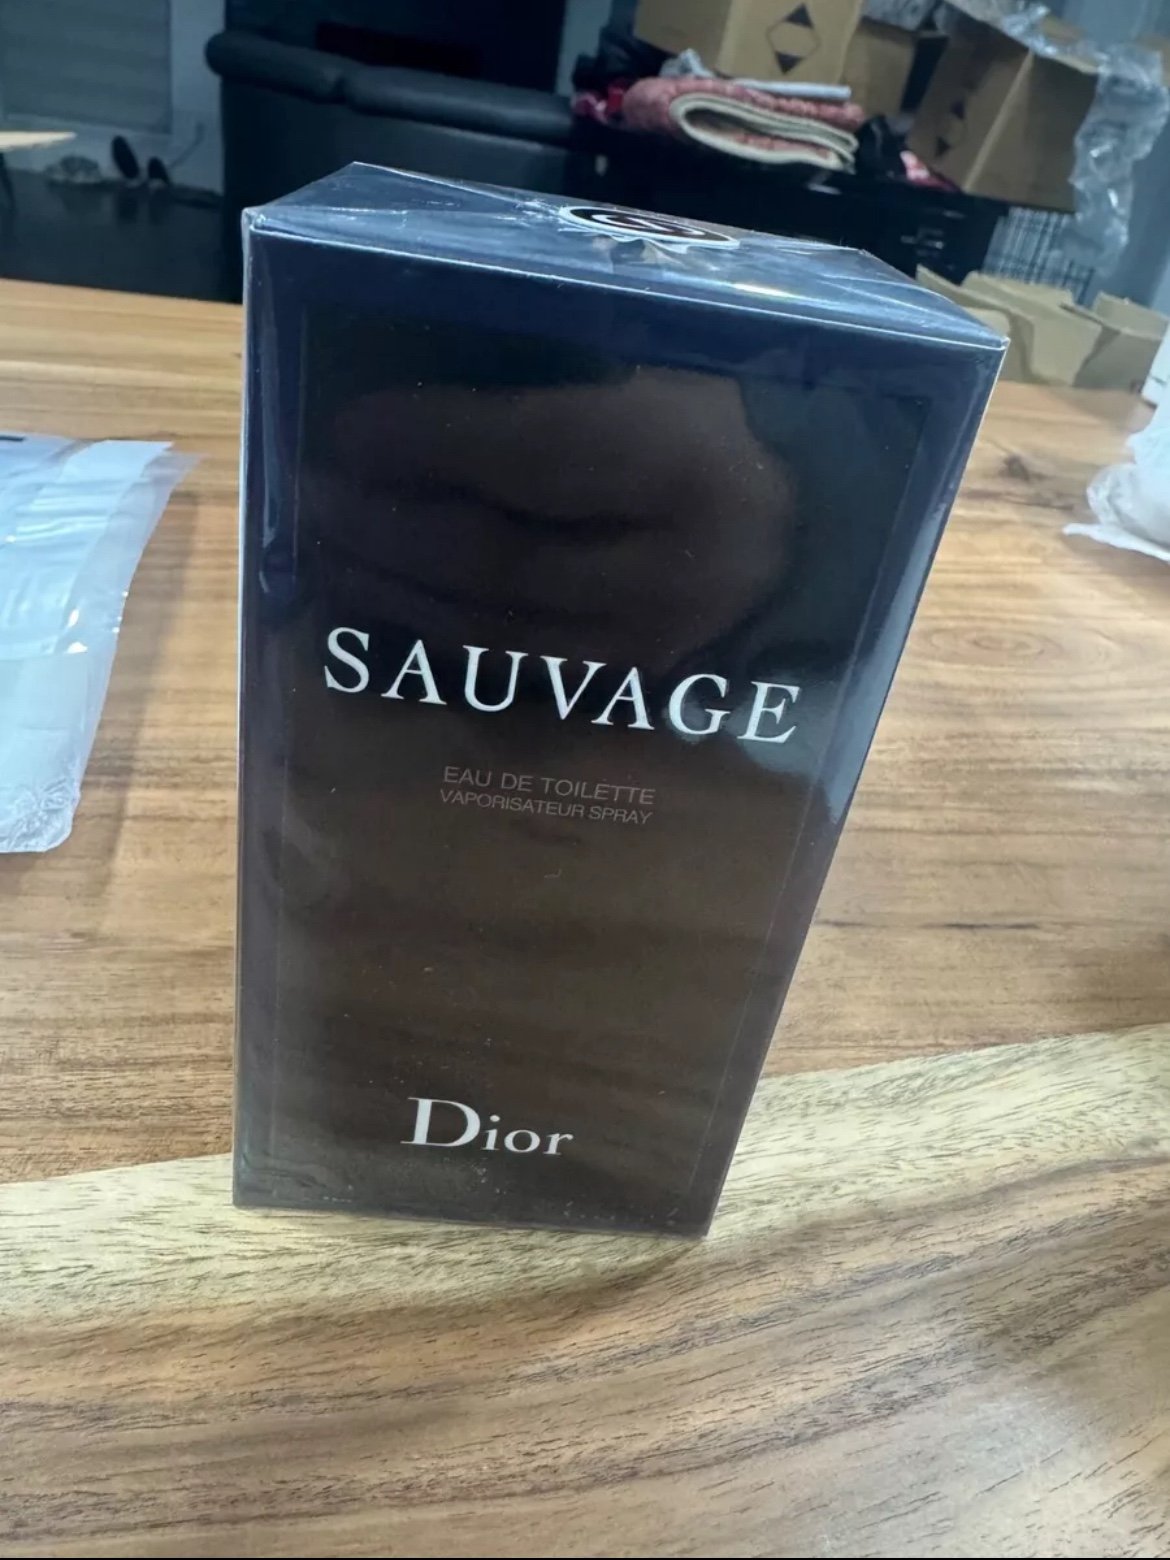 SAUVAGE
EAU DE TOILETTE
VAPORISATEUR SPRAY
Dior